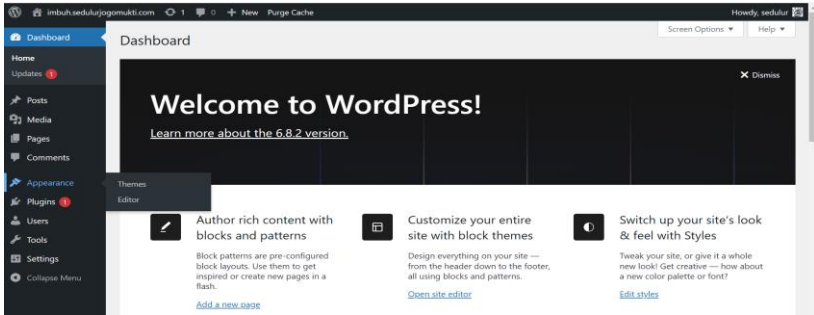 imbuh.sedulurjogomukti.com 1 0 + New Purge Cache Howdy, sedulur
Dashboard
Home
Updates 1
Posts
Media
Pages
Comments
Appearance
Plugins 1
Users
Tools
Settings
Collapse Menu
Themes
Editor
Dashboard
Screen Options ▼ Help ▼
Dismiss
Welcome to WordPress!
Learn more about the 6.8.2 version.
Author rich content with
blocks and patterns
Block patterns are pre-configured
block layouts. Use them to get
inspired or create new pages in a
flash.
Add a new page
Customize your entire
site with block themes
Design everything on your site —
from the header down to the footer,
all using blocks and patterns.
Open site editor
Switch up your site's look
& feel with Styles
Tweak your site, or give it a whole
new look! Get creative — how about
a new color palette or font?
Edit styles